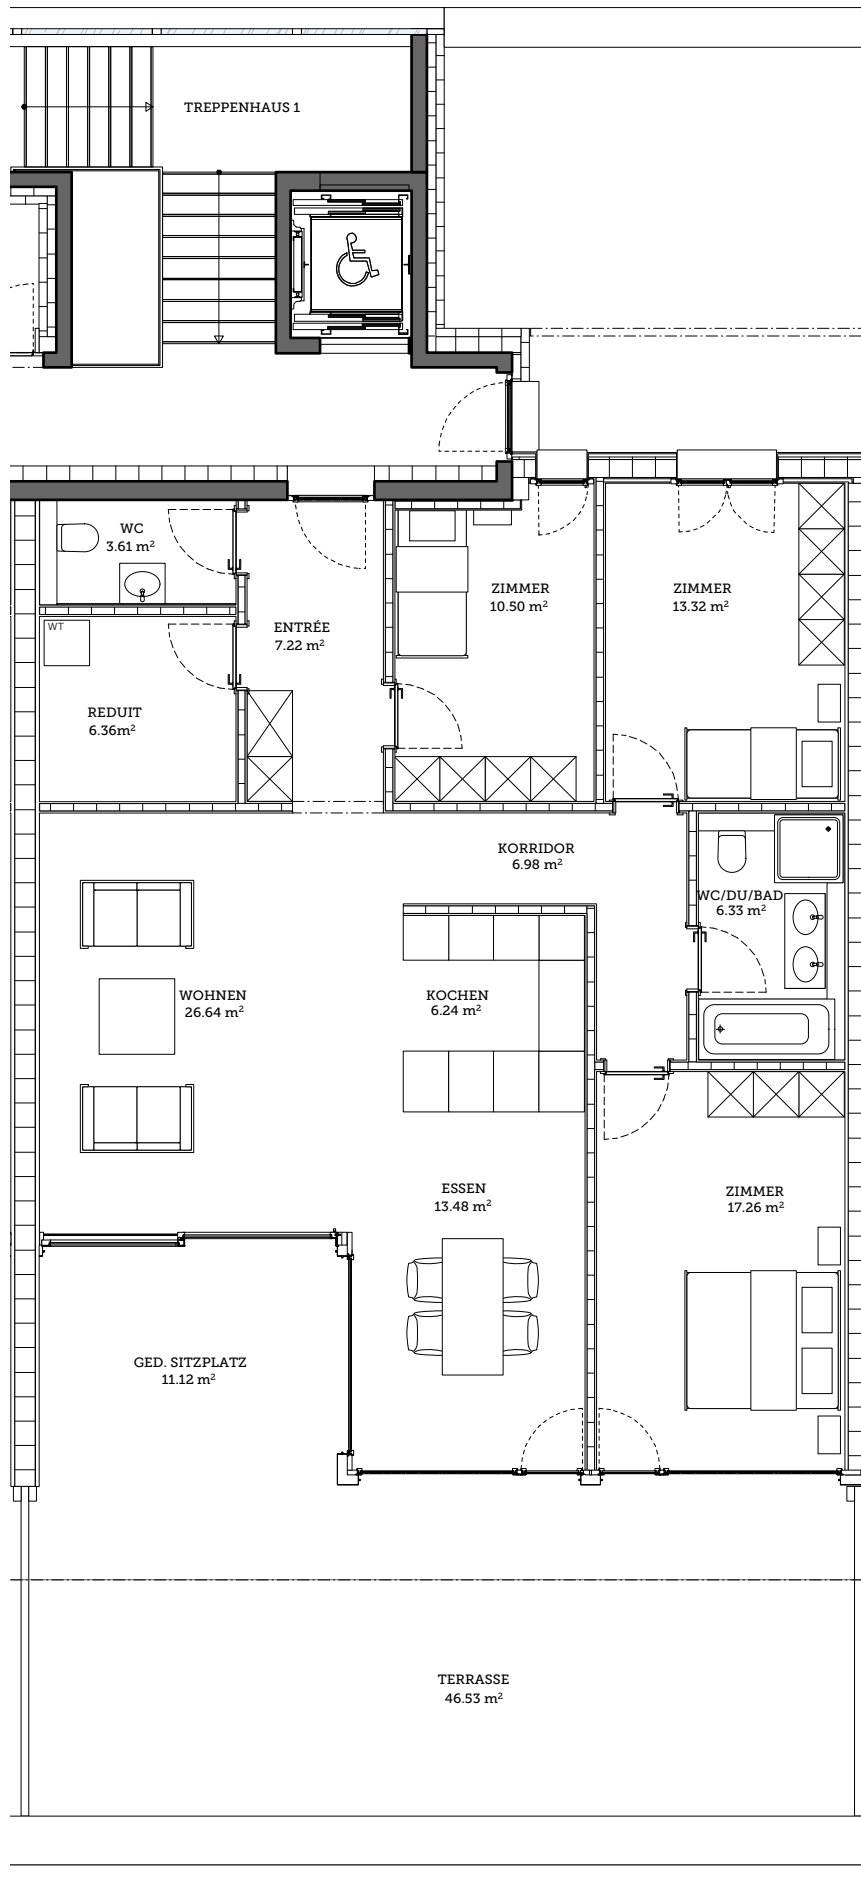 TREPPENHAUS 1
WC
3.61 m²
ENTRÉE
7.22 m²
ZIMMER
10.50 m²
ZIMMER
13.32 m²
WT
REDUIT
6.36m²
KORRIDOR
6.98 m²
WC/DU/BAD
6.33 m²
WOHNEN
26.64 m²
KOCHEN
6.24 m²
ESSEN
13.48 m²
ZIMMER
17.26 m²
GED. SITZPLATZ
11.12 m²
TERRASSE
46.53 m²